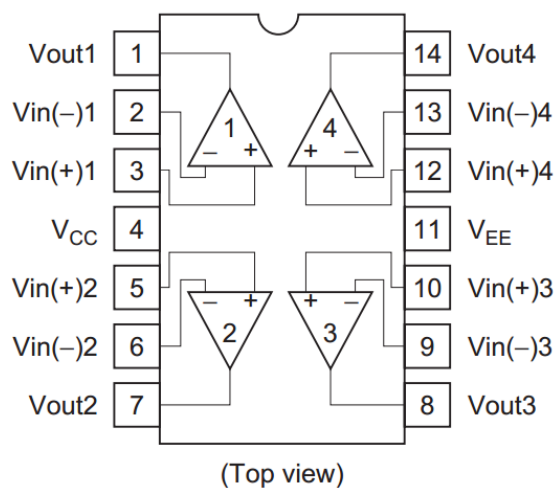 Vout1 1 14 Vout4
Vin(−)1 2 1 4 13 Vin(−)4
− + + −
Vin(+)1 3 12 Vin(+)4
VCC 4 11 VEE
Vin(+)2 5 10 Vin(+)3
− + + −
Vin(−)2 6 2 3 9 Vin(−)3
Vout2 7 8 Vout3
(Top view)